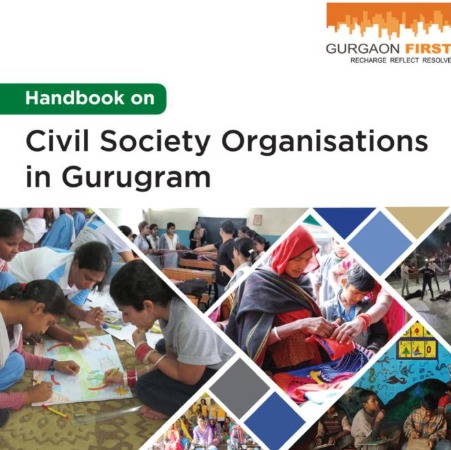 GURGAON FIRST
RECHARGE REFLECT RESOLVE
Handbook on
Civil Society Organisations
in Gurugram